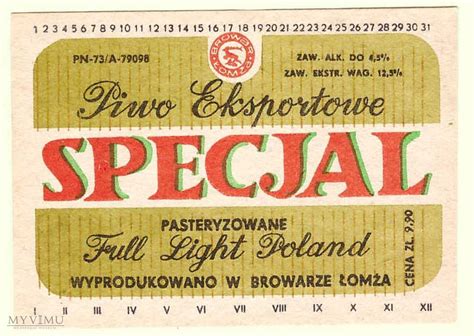 1 2 3 4 5 6 7 8 9 10 11 12 13 14 15 16 17 18 19 20 21 22 23 24 25 26 27 28 29 30 31
PN-73/A-79098
BROWAR ŁOMŻA
ZAW. ALK. DO 4,5%
ZAW. EKSTR. WAG. 12,5%
Piwo Eksportowe
SPECJAL
PASTERYZOWANE
Full Light Poland
WYPRODUKOWANO W BROWARZE ŁOMŻA
CENA ZŁ. 9,90
I II III IV V VI VII VIII IX X XI XII
MYVIMU